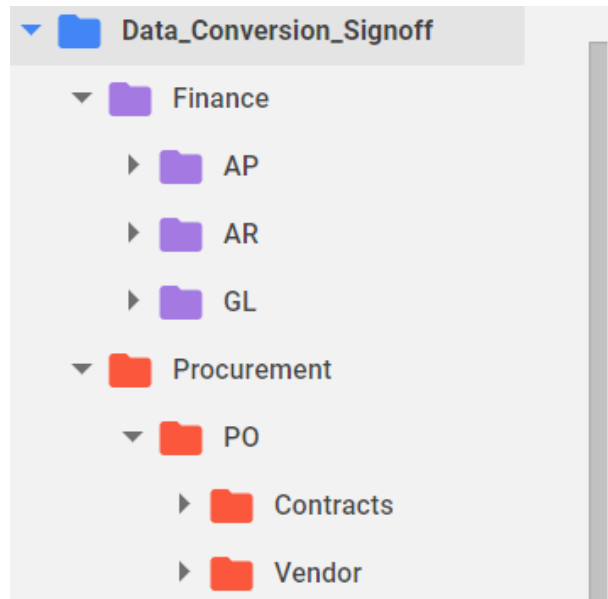 Data_Conversion_Signoff
Finance
AP
AR
GL
Procurement
PO
Contracts
Vendor